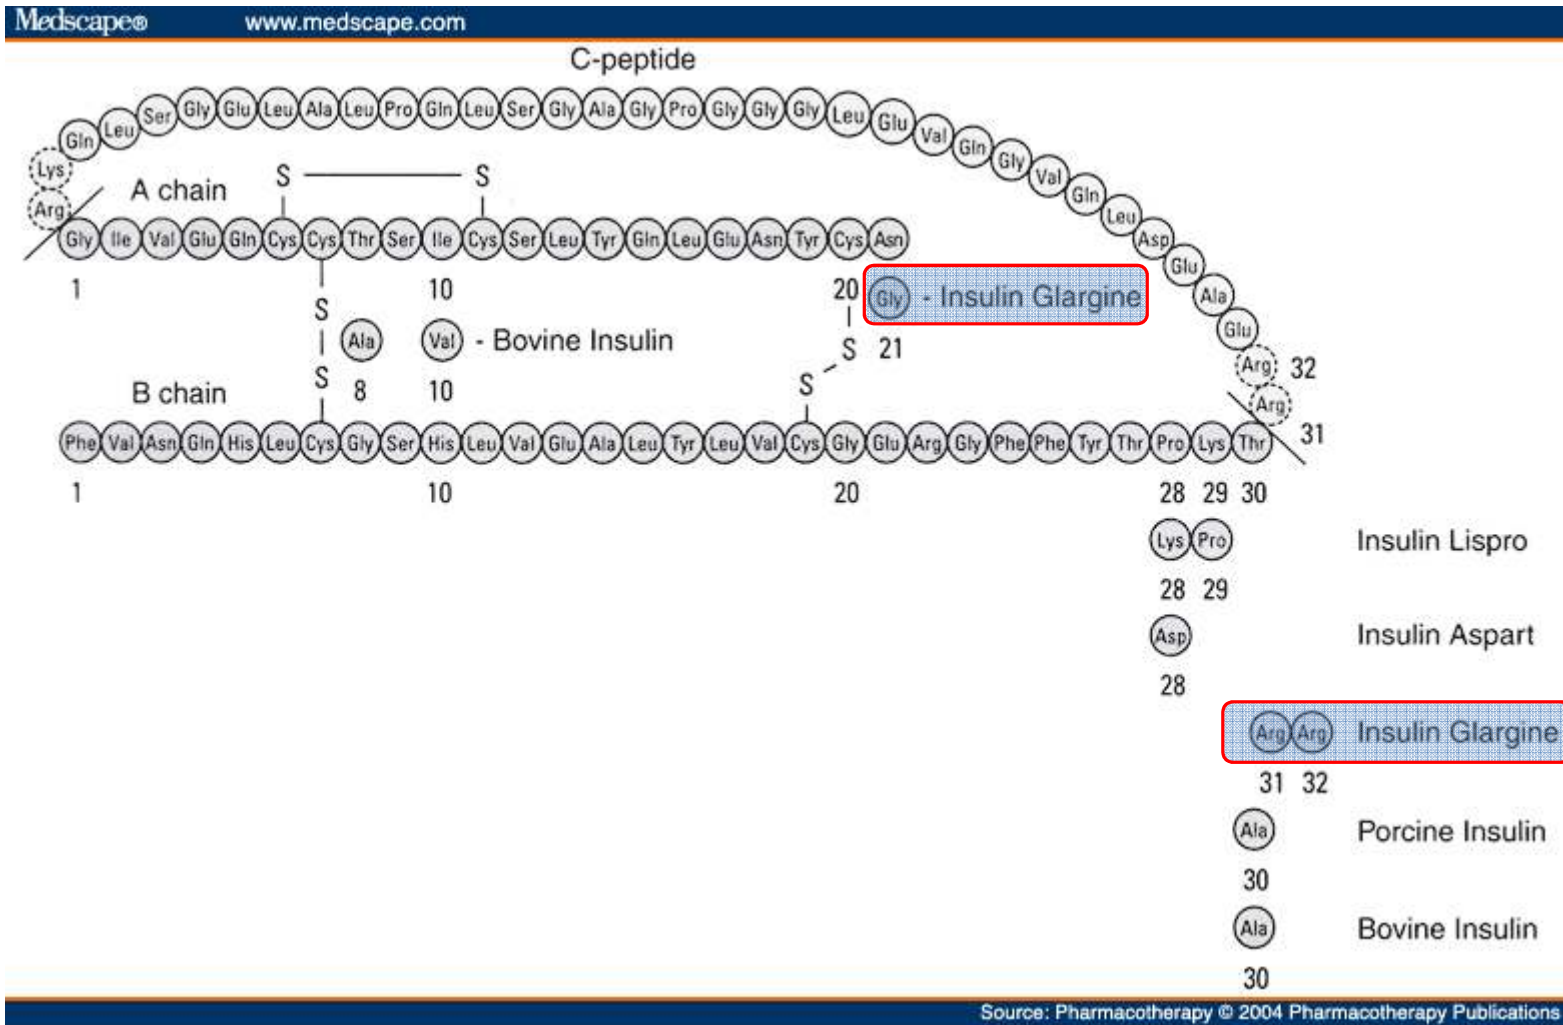 Medscape® www.medscape.com
C-peptide
Lys Gln Leu Ser Gly Glu Leu Ala Leu Pro Gln Leu Ser Gly Ala Gly Pro Gly Gly Gly Leu Glu Val Gln Gly Val Gln Leu Asp Glu Ala Glu Arg 32
Arg
Arg 31
S S
A chain
Gly Ile Val Glu Gln Cys Cys Thr Ser Ile Cys Ser Leu Tyr Gln Leu Glu Asn Tyr Cys Asn
1 10 20 Gly - Insulin Glargine
S
Ala Val - Bovine Insulin
S 21
S
8 10
S
B chain
Phe Val Asn Gln His Leu Cys Gly Ser His Leu Val Glu Ala Leu Tyr Leu Val Cys Gly Glu Arg Gly Phe Phe Tyr Thr Pro Lys Thr
1 10 20 28 29 30
Lys Pro Insulin Lispro
28 29
Asp Insulin Aspart
28
Arg Arg Insulin Glargine
31 32
Ala Porcine Insulin
30
Ala Bovine Insulin
30
Source: Pharmacotherapy © 2004 Pharmacotherapy Publications